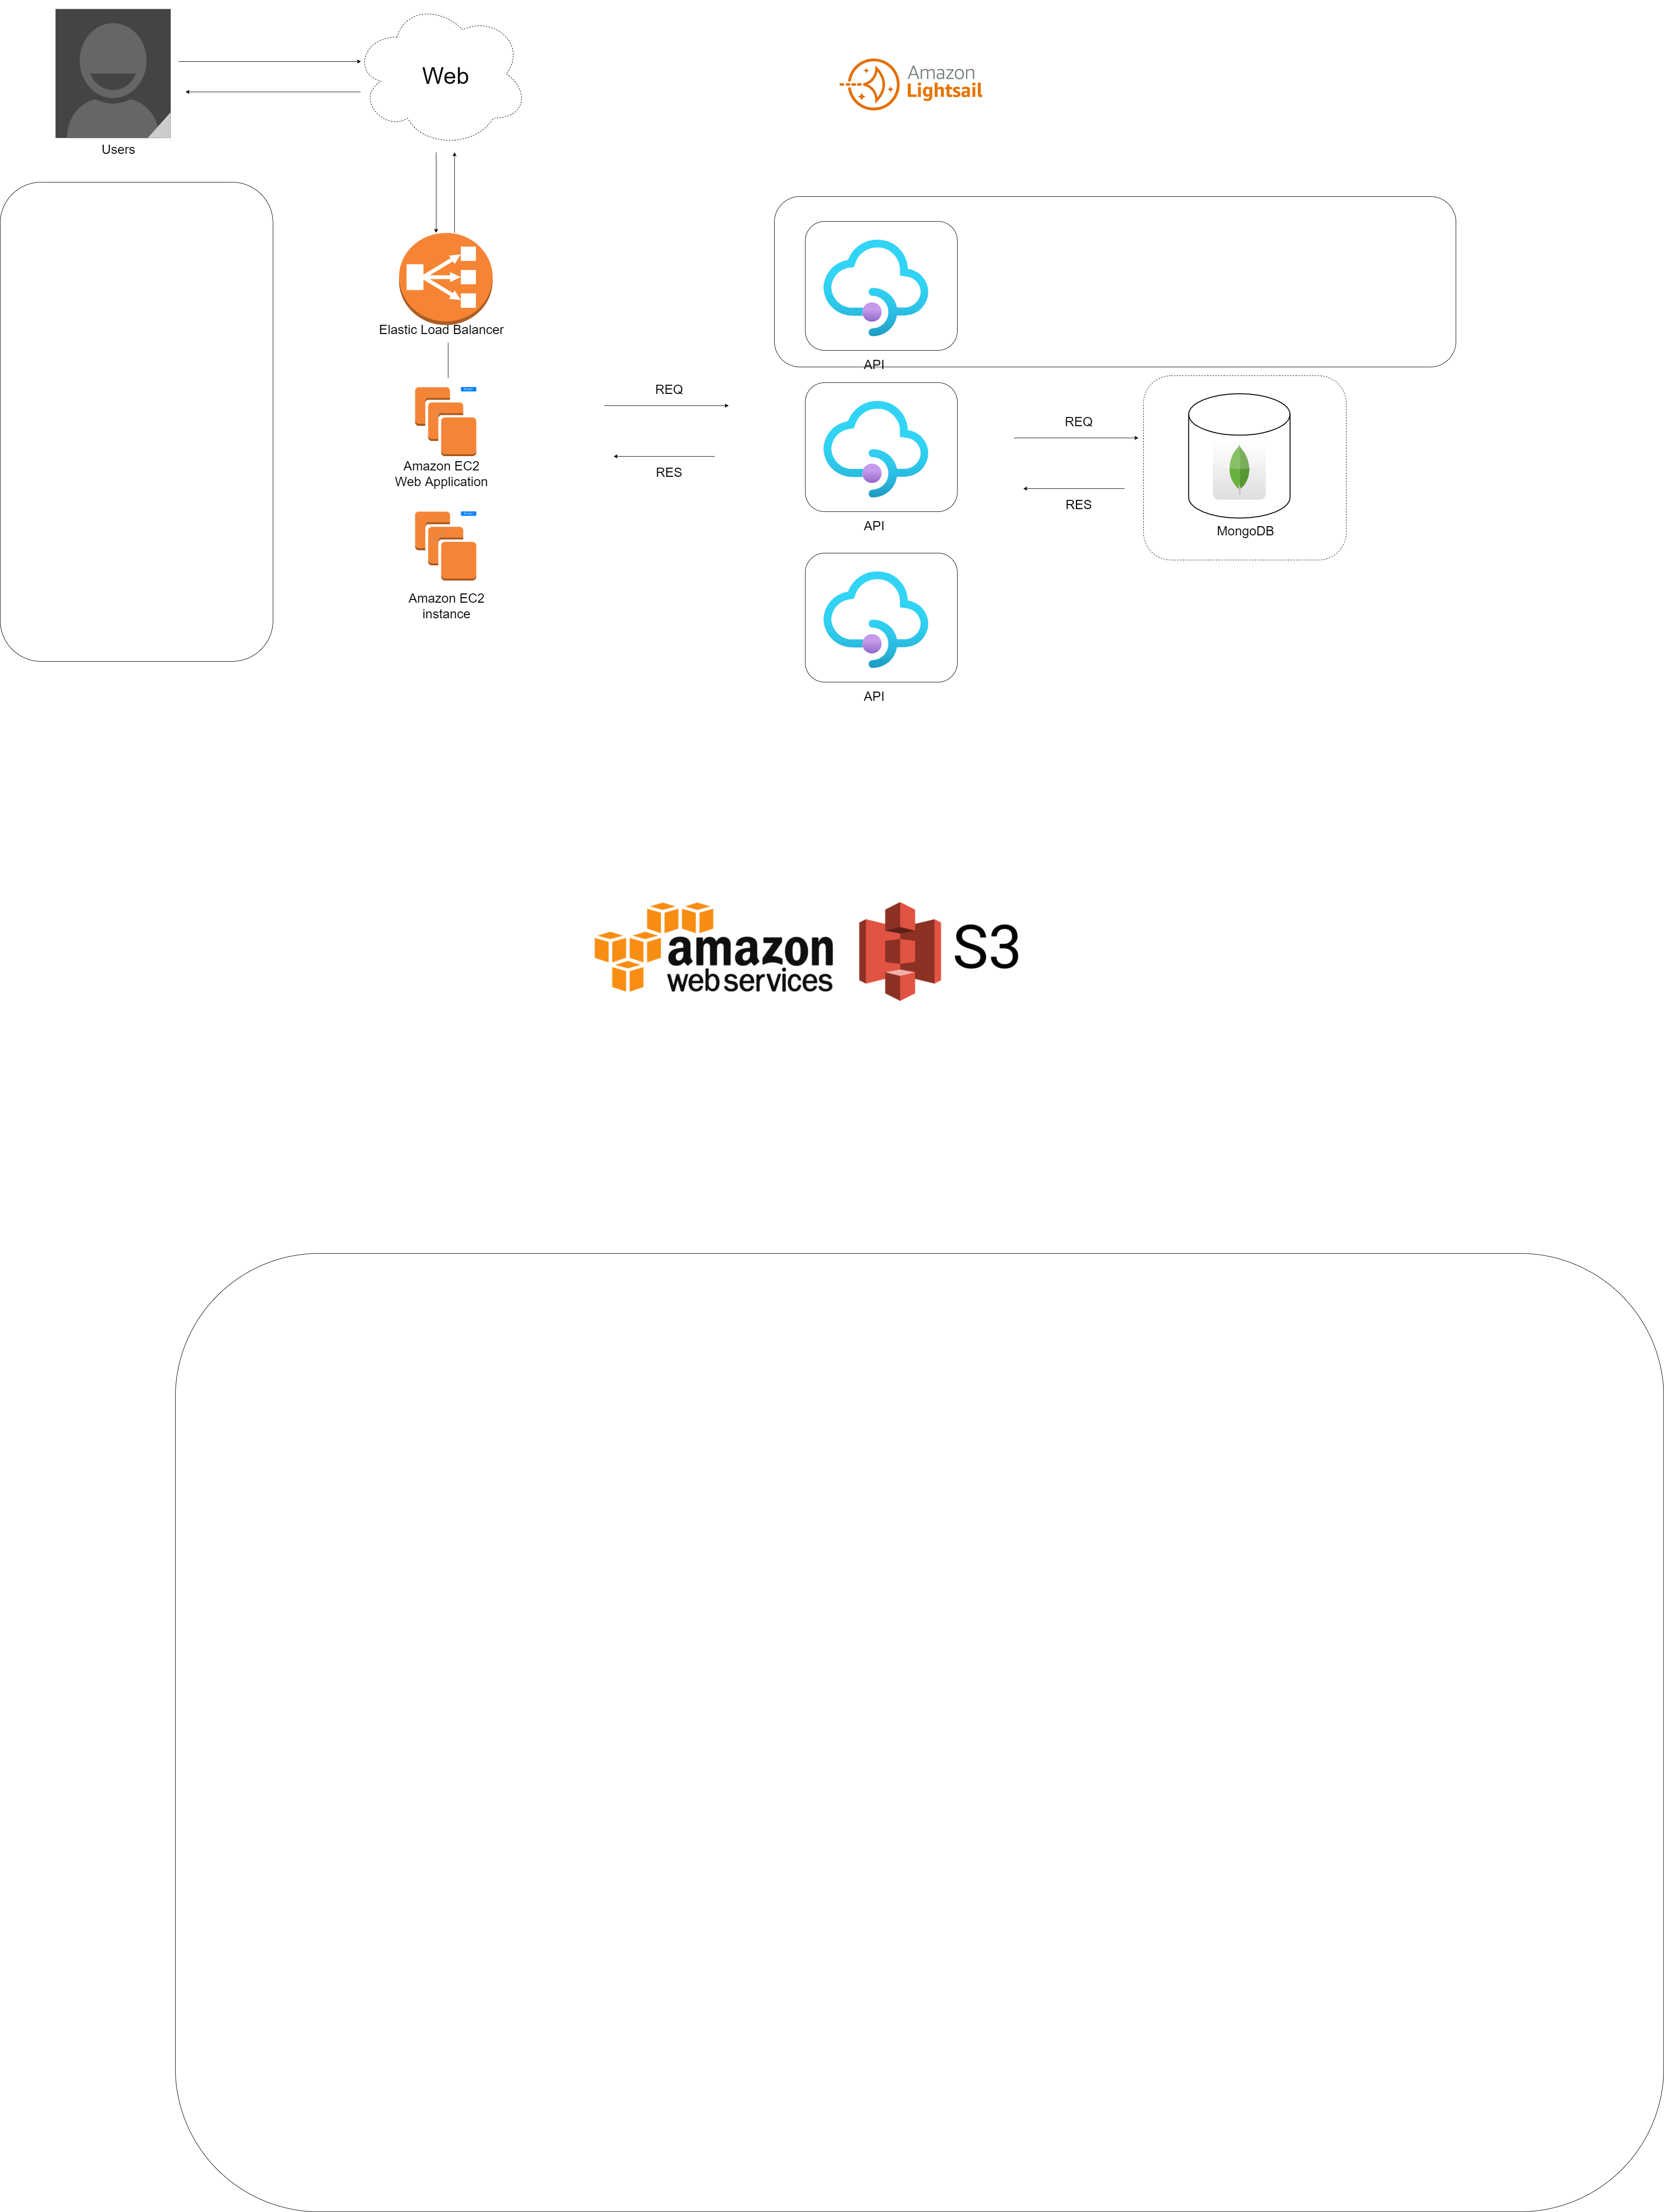 Web
Amazon
Lightsail
Users
Elastic Load Balancer
API
REQ
Amazon EC2
Web Application
RES
API
REQ
RES
MongoDB
Amazon EC2
instance
API
amazon
web services
S3